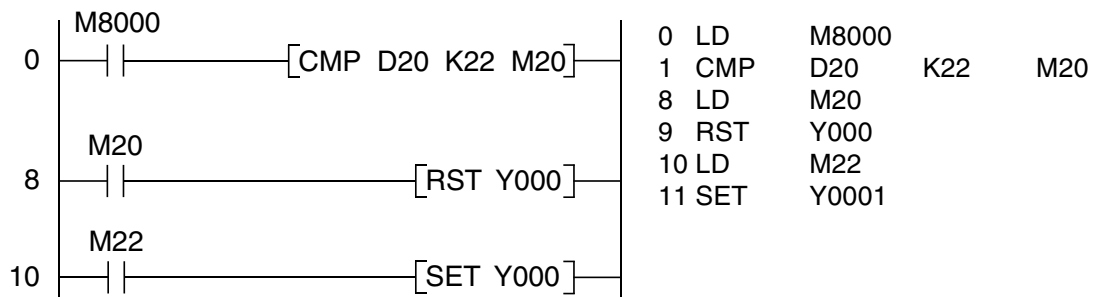 M8000
0 [CMP D20 K22 M20]
M20
8 [RST Y000]
M22
10 [SET Y000]
0 LD M8000
1 CMP D20 K22 M20
8 LD M20
9 RST Y000
10 LD M22
11 SET Y0001